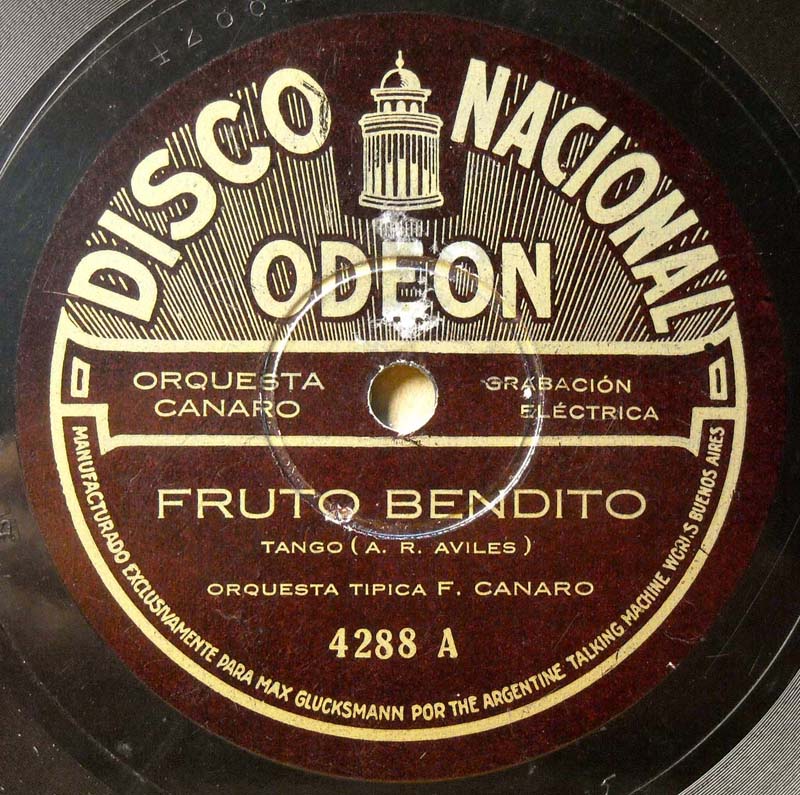 DISCO NACIONAL
ODEON
ORQUESTA
CANARO
GRABACIÓN
ELÉCTRICA
FRUTO BENDITO
TANGO (A. R. AVILES)
ORQUESTA TIPICA F. CANARO
4288 A
MANUFACTURADO EXCLUSIVAMENTE PARA MAX GLUCKSMANN POR THE ARGENTINE TALKING MACHINE WORKS BUENOS AIRES